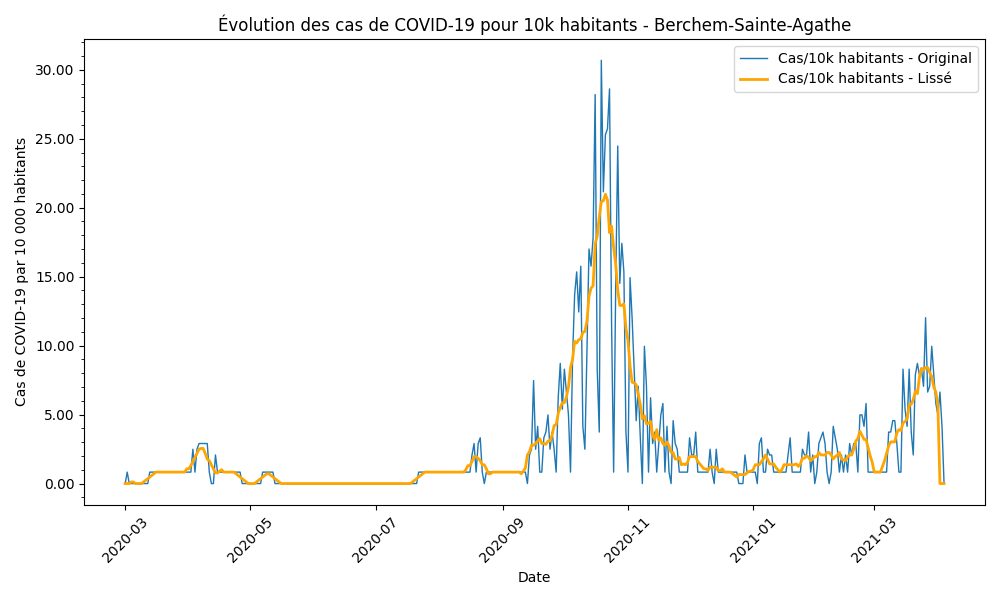 Évolution des cas de COVID-19 pour 10k habitants - Berchem-Sainte-Agathe
Cas/10k habitants - Original
Cas/10k habitants - Lissé
Cas de COVID-19 par 10 000 habitants
30.00
25.00
20.00
15.00
10.00
5.00
0.00
2020-03
2020-05
2020-07
2020-09
2020-11
2021-01
2021-03
Date